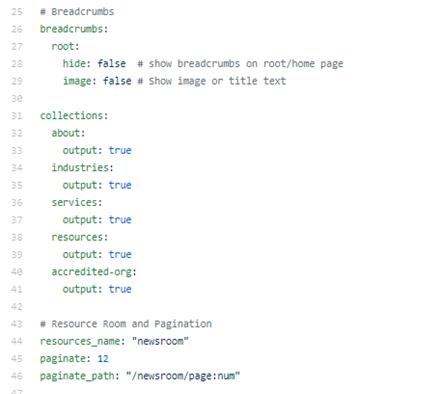 25 # Breadcrumbs
26 breadcrumbs:
27   root:
28     hide: false  # show breadcrumbs on root/home page
29     image: false # Show image or title text
30
31 collections:
32   about:
33     output: true
34   industries:
35     output: true
36   services:
37     output: true
38   resources:
39     output: true
40   accredited-org:
41     output: true
42
43 # Resource Room and Pagination
44 resources_name: "newsroom"
45 paginate: 12
46 paginate_path: "/newsroom/page:num"
47